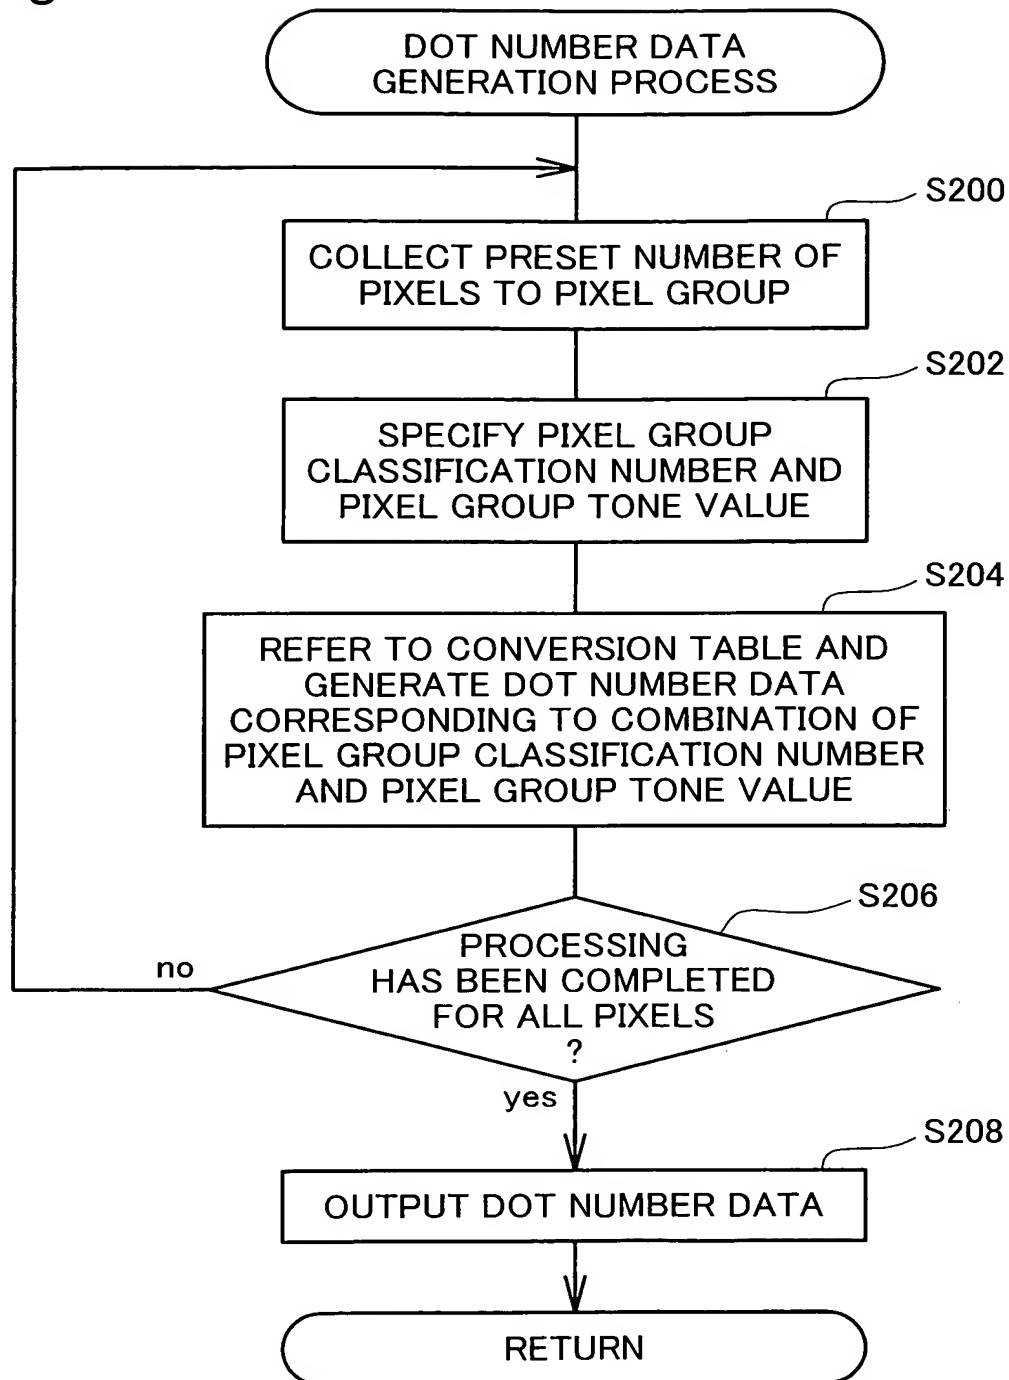 DOT NUMBER DATA
GENERATION PROCESS
S200
COLLECT PRESET NUMBER OF
PIXELS TO PIXEL GROUP
S202
SPECIFY PIXEL GROUP
CLASSIFICATION NUMBER AND
PIXEL GROUP TONE VALUE
S204
REFER TO CONVERSION TABLE AND
GENERATE DOT NUMBER DATA
CORRESPONDING TO COMBINATION OF
PIXEL GROUP CLASSIFICATION NUMBER
AND PIXEL GROUP TONE VALUE
S206
PROCESSING
HAS BEEN COMPLETED
FOR ALL PIXELS
?
no
yes
S208
OUTPUT DOT NUMBER DATA
RETURN